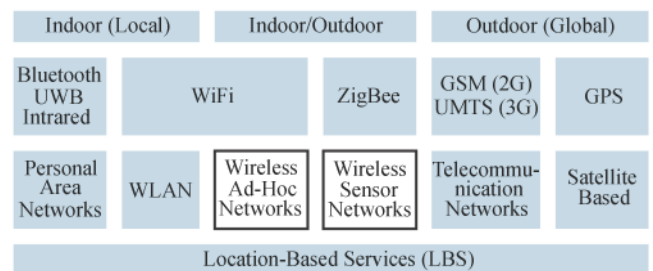 Indoor (Local)
Indoor/Outdoor
Outdoor (Global)
Bluetooth
UWB
Intrared
WiFi
ZigBee
GSM (2G)
UMTS (3G)
GPS
Personal
Area
Networks
WLAN
Wireless
Ad-Hoc
Networks
Wireless
Sensor
Networks
Telecommu-
nication
Networks
Satellite
Based
Location-Based Services (LBS)